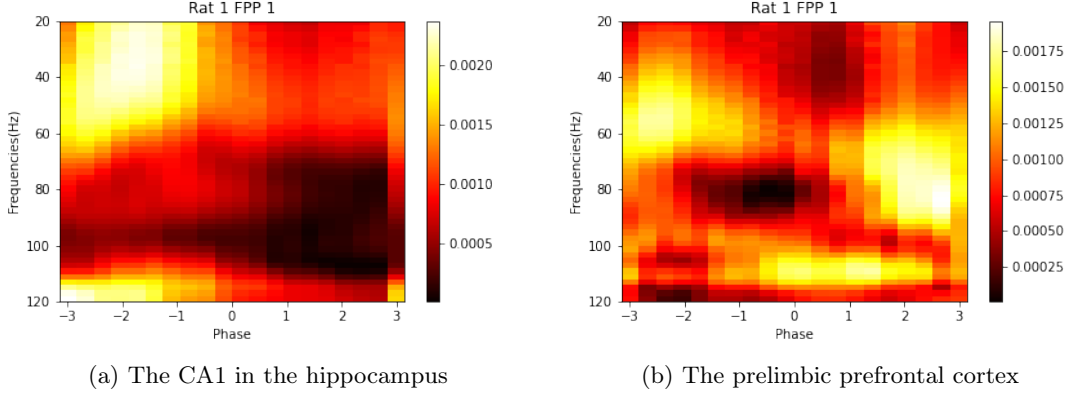 Rat 1 FPP 1
20
40
60
80
100
120
Frequencies(Hz)
−3 −2 −1 0 1 2 3
Phase
0.0020
0.0015
0.0010
0.0005
(a) The CA1 in the hippocampus
Rat 1 FPP 1
20
40
60
80
100
120
Frequencies(Hz)
−3 −2 −1 0 1 2 3
Phase
0.00175
0.00150
0.00125
0.00100
0.00075
0.00050
0.00025
(b) The prelimbic prefrontal cortex